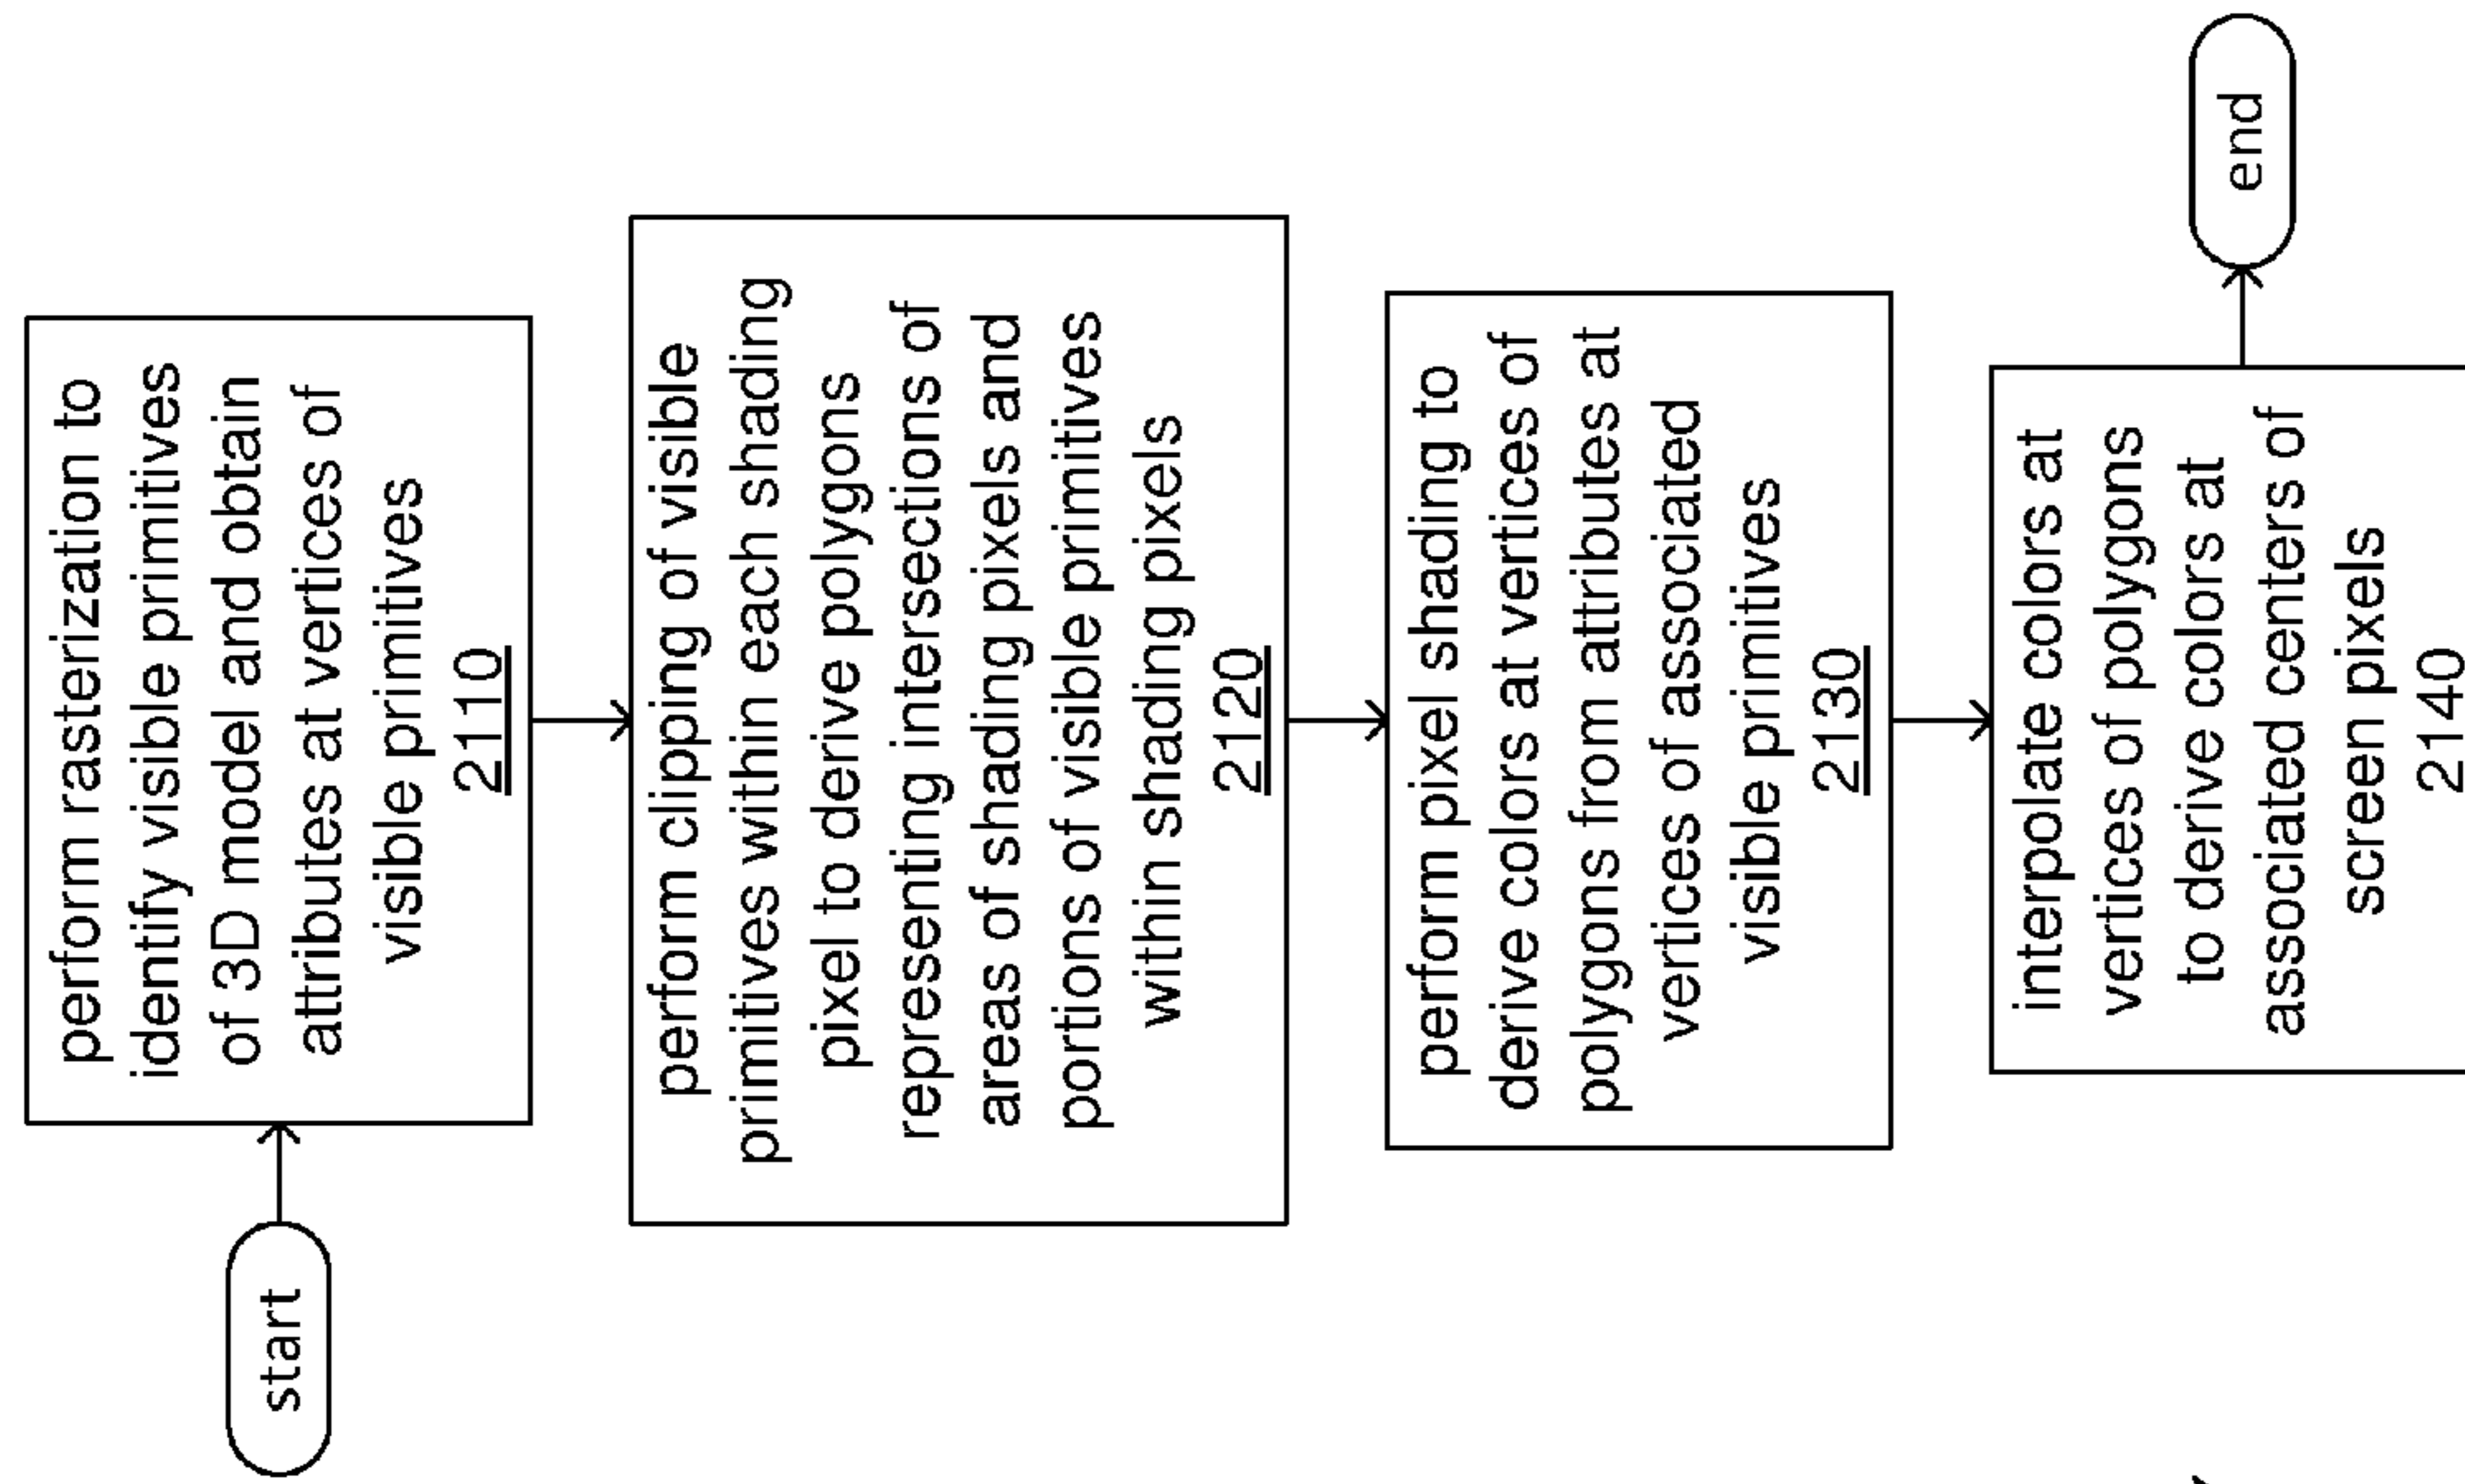 start
perform rasterization to
identify visible primitives
of 3D model and obtain
attributes at vertices of
visible primitives
2110
perform clipping of visible
primitives within each shading
pixel to derive polygons
representing intersections of
areas of shading pixels and
portions of visible primitives
within shading pixels
2120
perform pixel shading to
derive colors at vertices of
polygons from attributes at
vertices of associated
visible primitives
2130
interpolate colors at
vertices of polygons
to derive colors at
associated centers of
screen pixels
2140
end